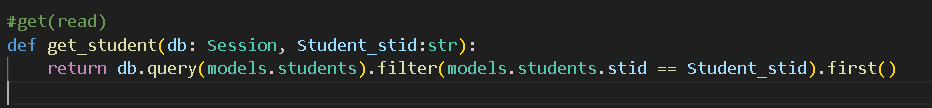 #get(read)
def get_student(db: Session, Student_stid:str):
    return db.query(models.students).filter(models.students.stid == Student_stid).first()